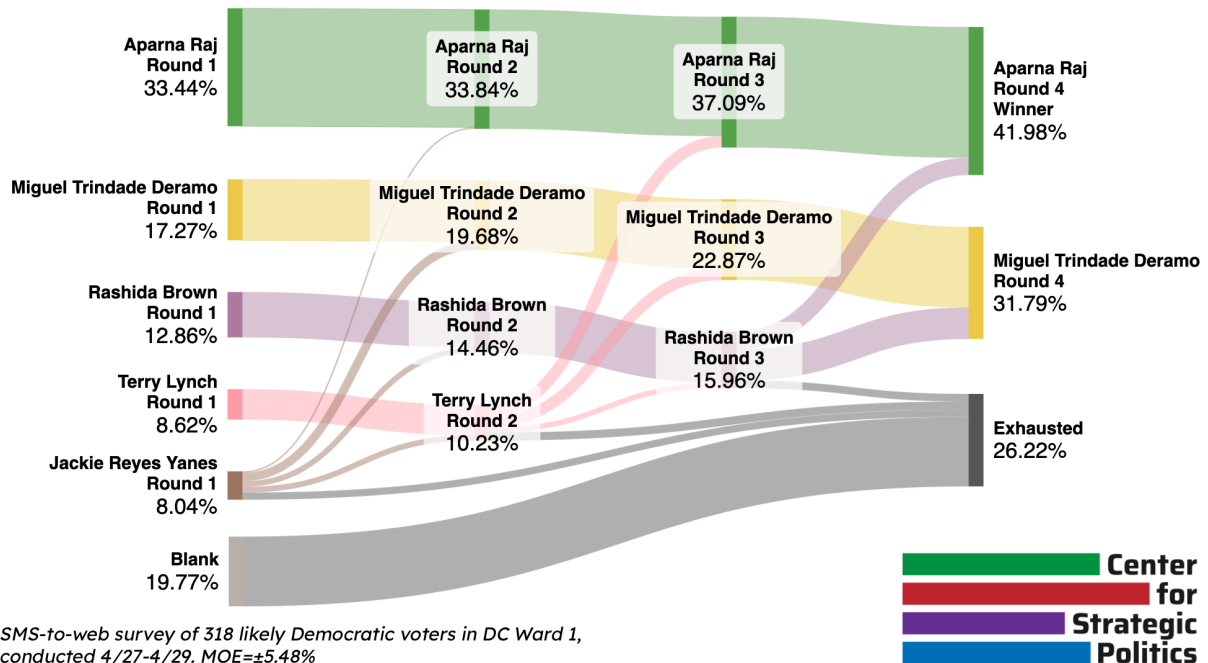 Aparna Raj
Round 1
33.44%
Aparna Raj
Round 2
33.84%
Aparna Raj
Round 3
37.09%
Aparna Raj
Round 4
Winner
41.98%
Miguel Trindade Deramo
Round 1
17.27%
Miguel Trindade Deramo
Round 2
19.68%
Miguel Trindade Deramo
Round 3
22.87%
Miguel Trindade Deramo
Round 4
31.79%
Rashida Brown
Round 1
12.86%
Rashida Brown
Round 2
14.46%
Rashida Brown
Round 3
15.96%
Terry Lynch
Round 1
8.62%
Terry Lynch
Round 2
10.23%
Exhausted
26.22%
Jackie Reyes Yanes
Round 1
8.04%
Blank
19.77%
SMS-to-web survey of 318 likely Democratic voters in DC Ward 1,
conducted 4/27-4/29. MOE=±5.48%
Center
for
Strategic
Politics